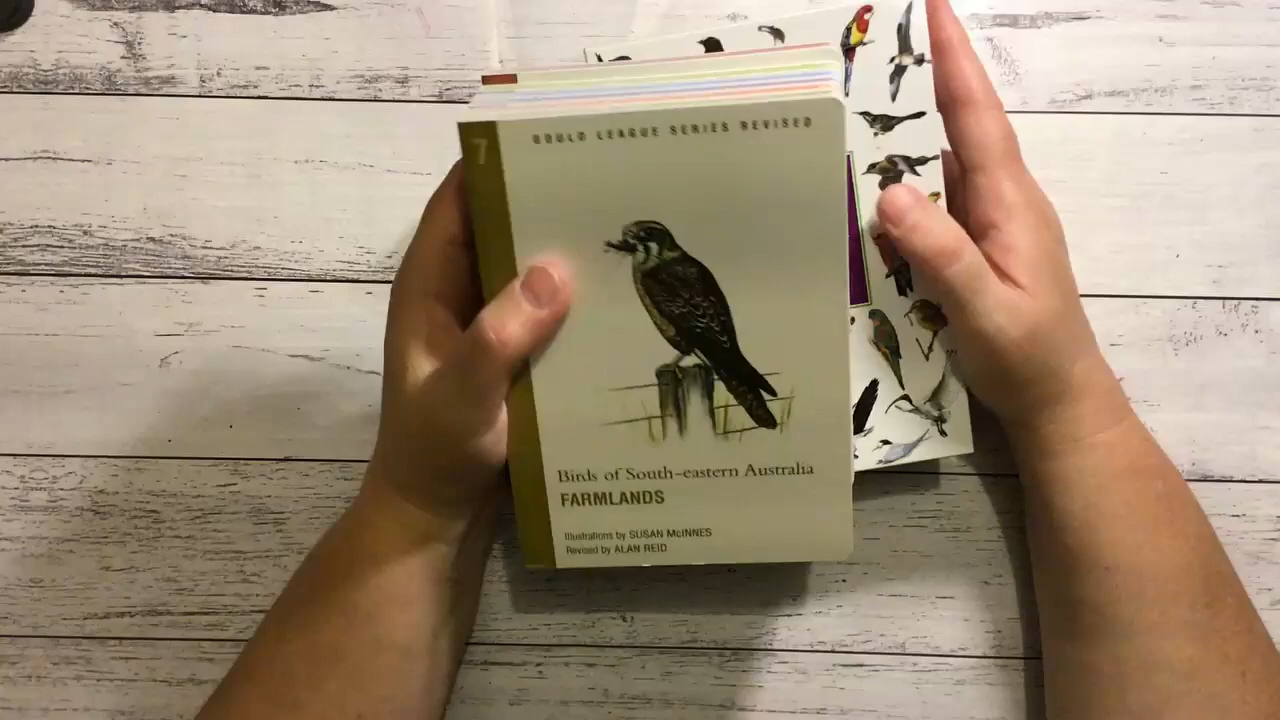 7
GOULD LEAGUE SERIES REVISED
Birds of South-eastern Australia
FARMLANDS
Illustrations by SUSAN McINNES
Revised by ALAN REID